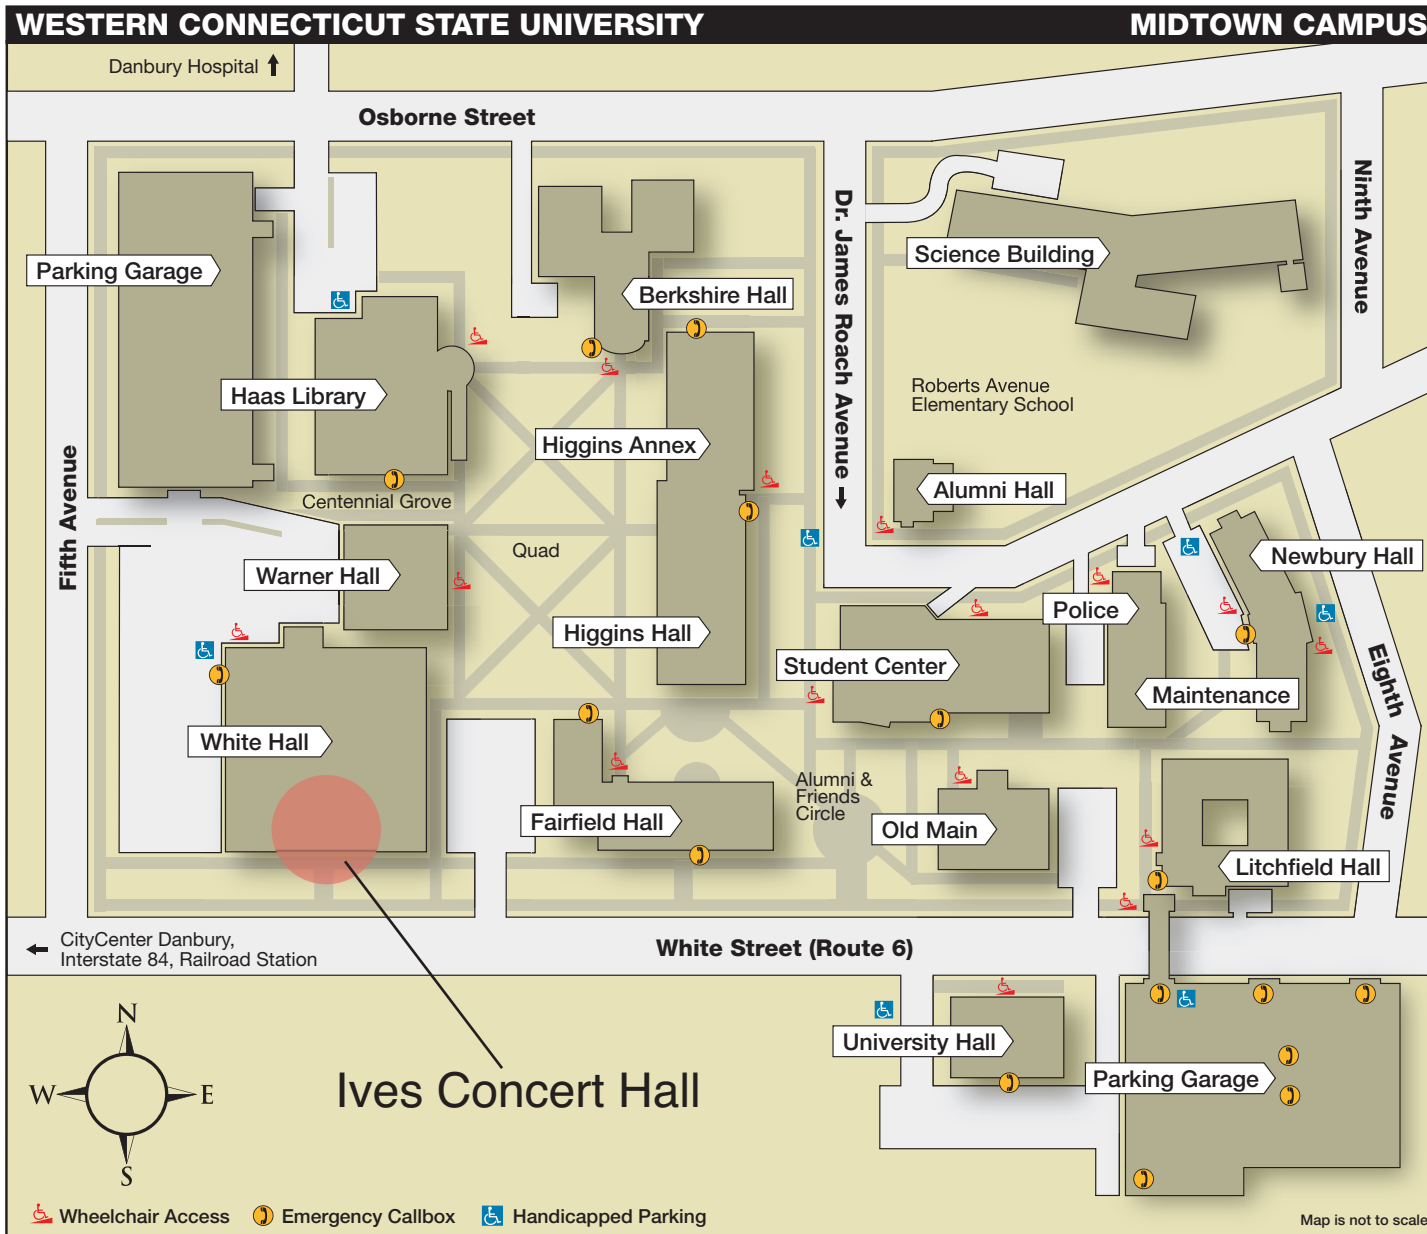 WESTERN CONNECTICUT STATE UNIVERSITY
MIDTOWN CAMPUS
Danbury Hospital
Osborne Street
Ninth Avenue
Dr. James Roach Avenue
Science Building
Parking Garage
Berkshire Hall
Haas Library
Roberts Avenue
Elementary School
Higgins Annex
Fifth Avenue
Centennial Grove
Alumni Hall
Quad
Warner Hall
Newbury Hall
Police
Higgins Hall
Student Center
Maintenance
Eighth Avenue
White Hall
Alumni &
Friends
Circle
Fairfield Hall
Old Main
Litchfield Hall
CityCenter Danbury,
Interstate 84, Railroad Station
White Street (Route 6)
N
W
E
S
University Hall
Parking Garage
Ives Concert Hall
Wheelchair Access
Emergency Callbox
Handicapped Parking
Map is not to scale